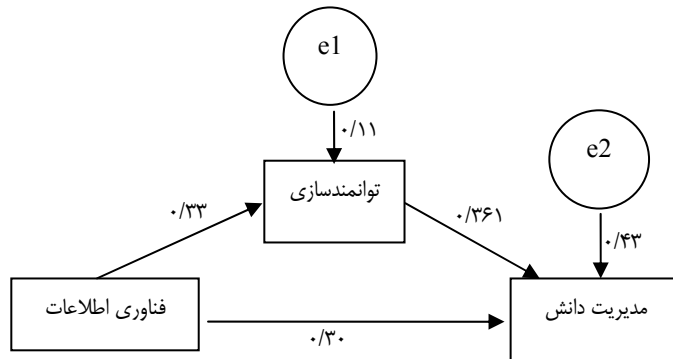 e1
۰/۱۱
e2
توانمندسازی
۰/۳۳
۰/۳۶۱
۰/۴۳
فناوری اطلاعات
مدیریت دانش
۰/۳۰